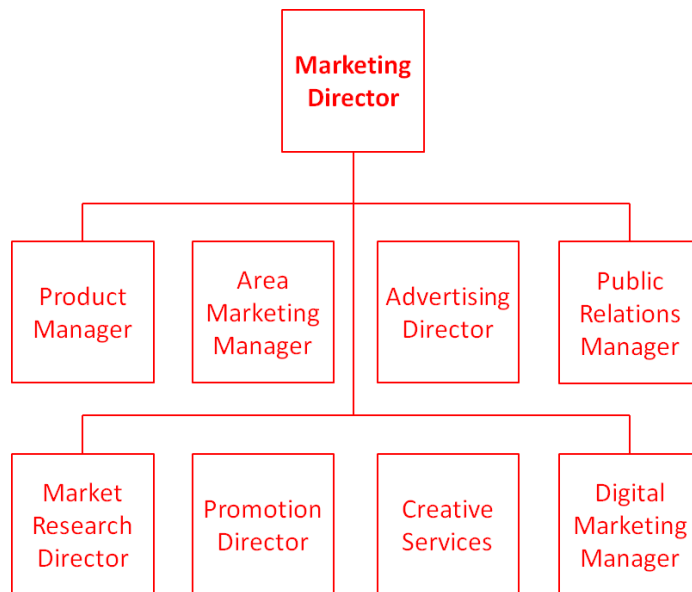 Marketing
Director
Product
Manager
Area
Marketing
Manager
Advertising
Director
Public
Relations
Manager
Market
Research
Director
Promotion
Director
Creative
Services
Digital
Marketing
Manager